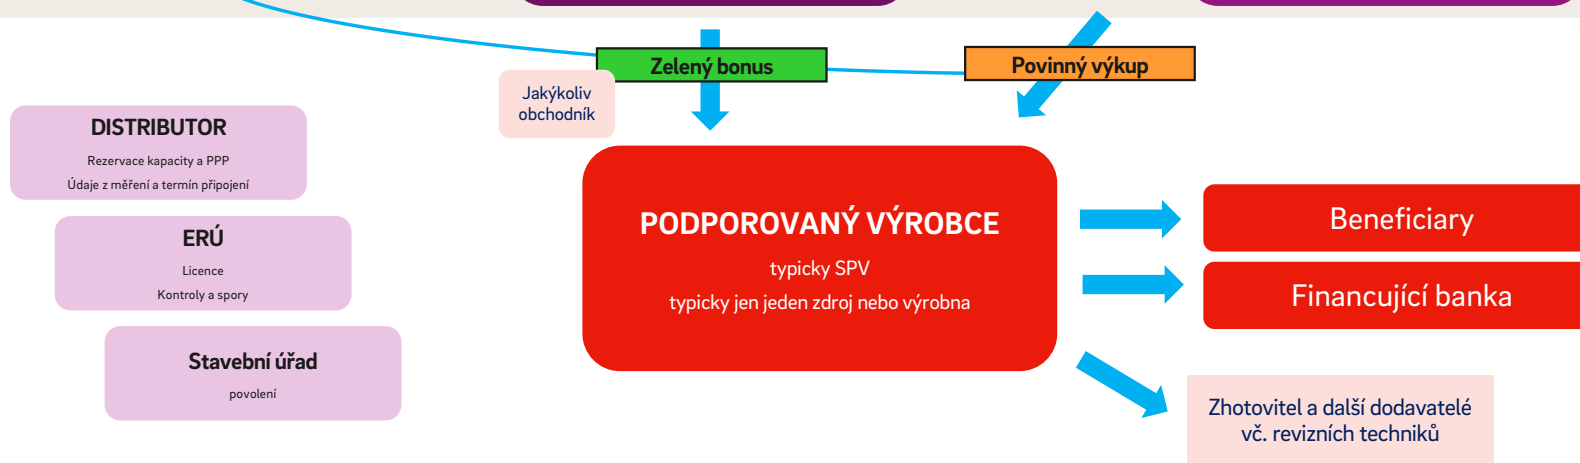 Zelený bonus
Povinný výkup
Jakýkoliv
obchodník
DISTRIBUTOR
Rezervace kapacity a PPP
Údaje z měření a termín připojení
ERÚ
Licence
Kontroly a spory
Stavební úřad
povolení
PODPOROVANÝ VÝROBCE
typicky SPV
typicky jen jeden zdroj nebo výrobna
Beneficiary
Financující banka
Zhotovitel a další dodavatelé
vč. revizních techniků